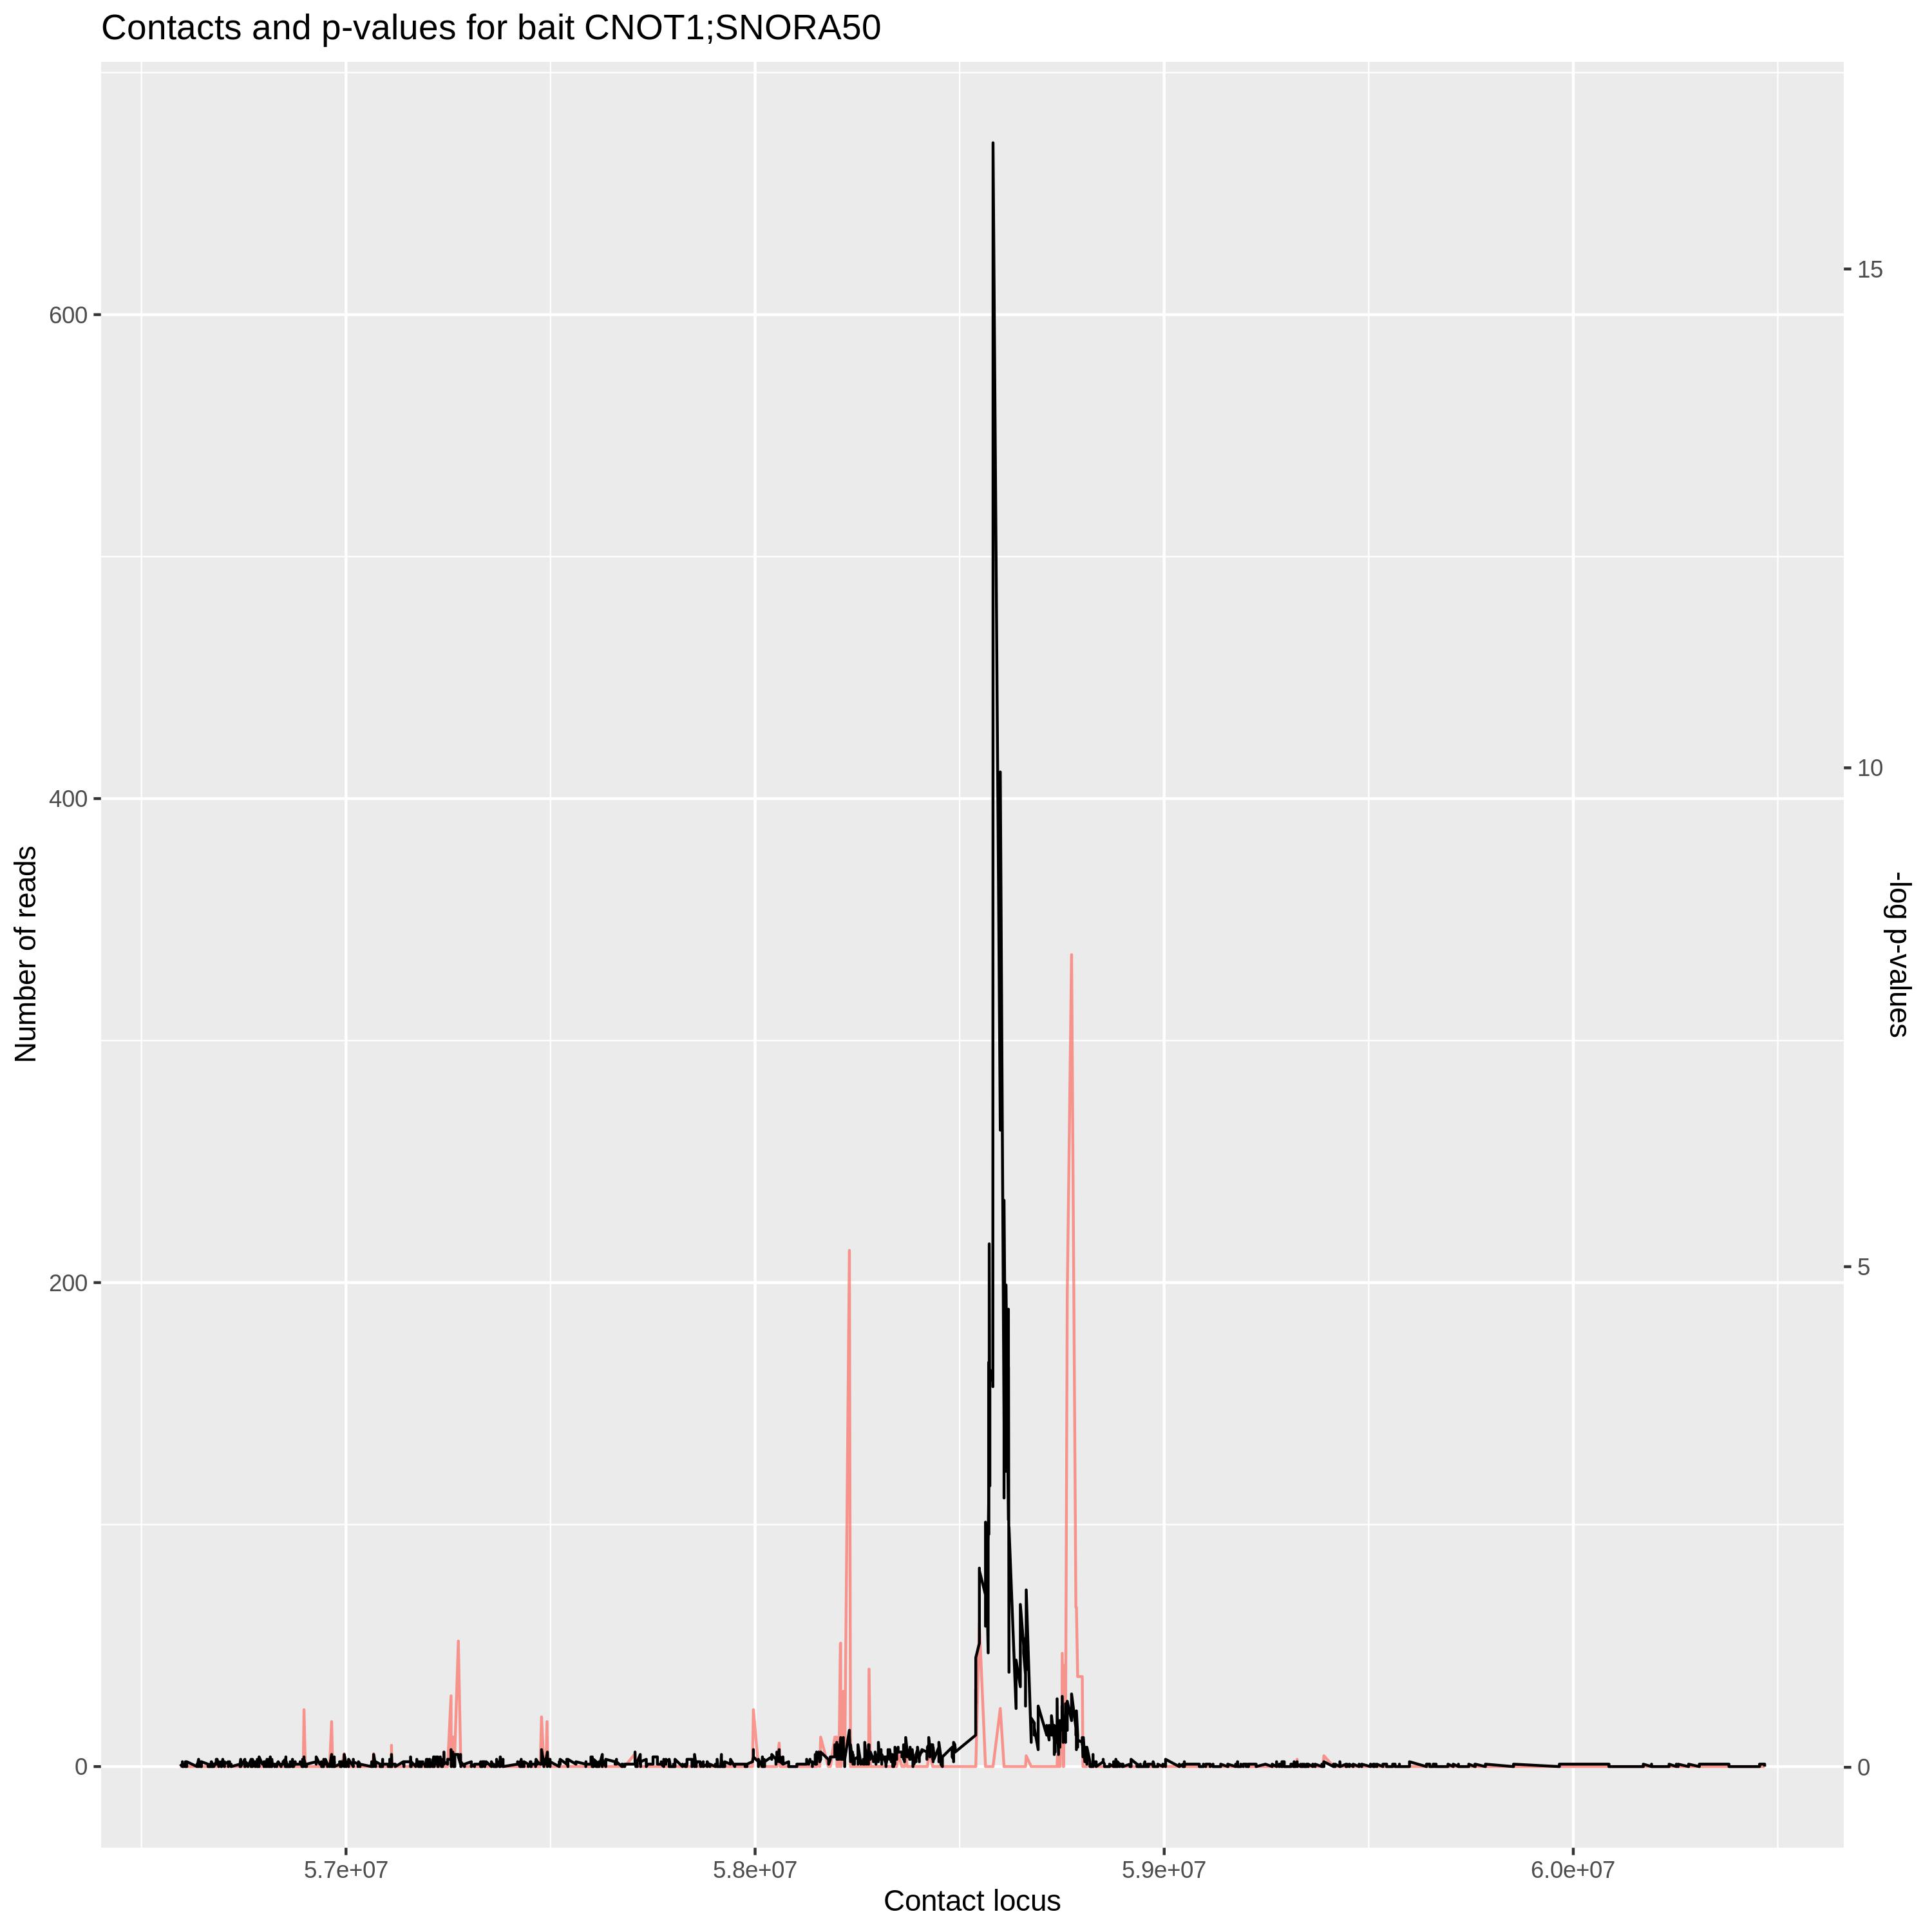 Contacts and p-values for bait CNOT1;SNORA50
Number of reads
600
400
200
0
15
10
5
0
-log p-values
5.7e+07
5.8e+07
5.9e+07
6.0e+07
Contact locus